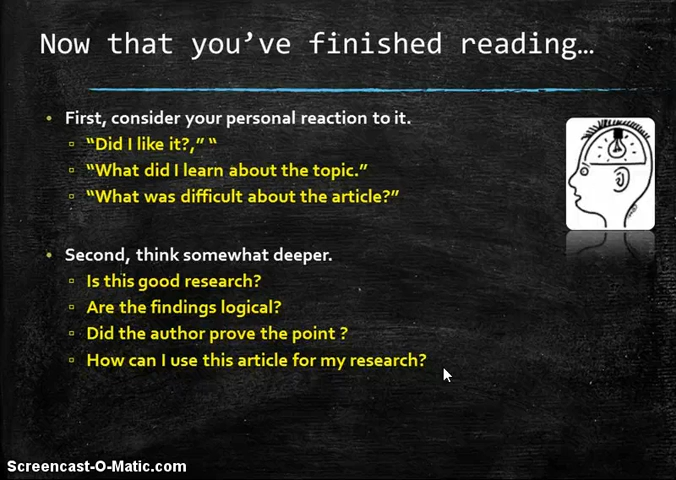 Now that you've finished reading…
First, consider your personal reaction to it.
"Did I like it?," "
"What did I learn about the topic."
"What was difficult about the article?"
Second, think somewhat deeper.
Is this good research?
Are the findings logical?
Did the author prove the point ?
How can I use this article for my research?
Screencast-O-Matic.com